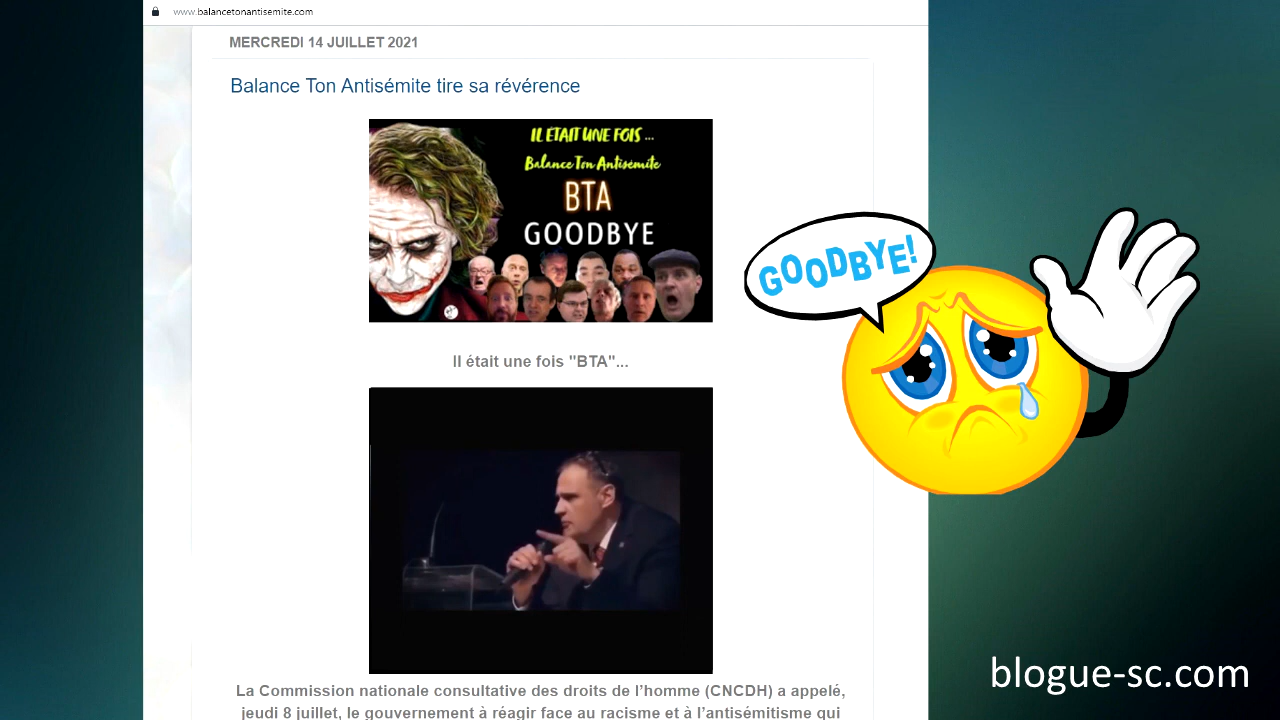 www.balancetonantisemite.com
MERCREDI 14 JUILLET 2021
Balance Ton Antisémite tire sa révérence
IL ÉTAIT UNE FOIS ...
Balance Ton Antisémite
BTA
GOODBYE
GOODBYE!
Il était une fois "BTA"...
La Commission nationale consultative des droits de l’homme (CNCDH) a appelé,
jeudi 8 juillet, le gouvernement à réagir face au racisme et à l’antisémitisme qui
blogue-sc.com